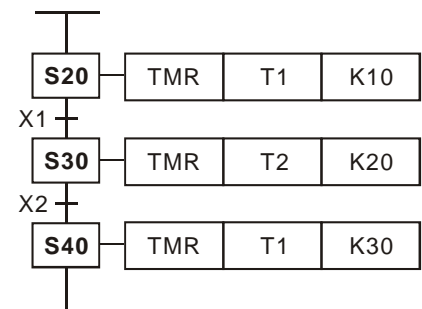 S20 TMR T1 K10
X1
S30 TMR T2 K20
X2
S40 TMR T1 K30